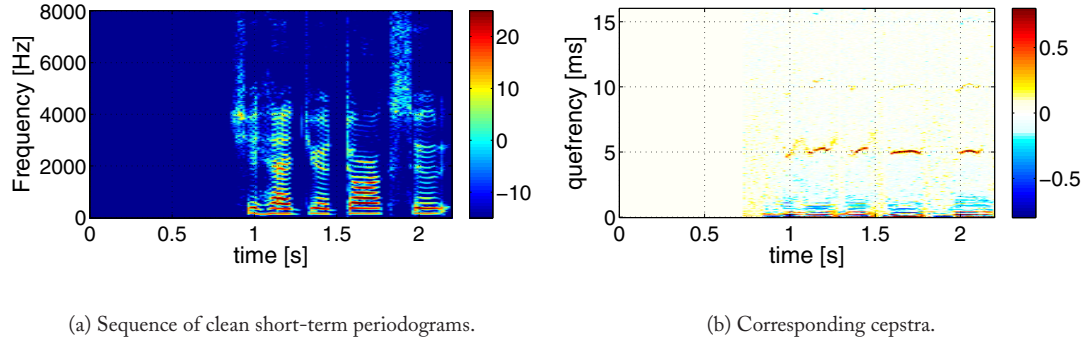 8000
6000
4000
2000
0
Frequency [Hz]
0 0.5 1 1.5 2
time [s]
20
10
0
−10
15
10
5
0
quefrency [ms]
0 0.5 1 1.5 2
time [s]
0.5
0
−0.5
(a) Sequence of clean short-term periodograms.
(b) Corresponding cepstra.